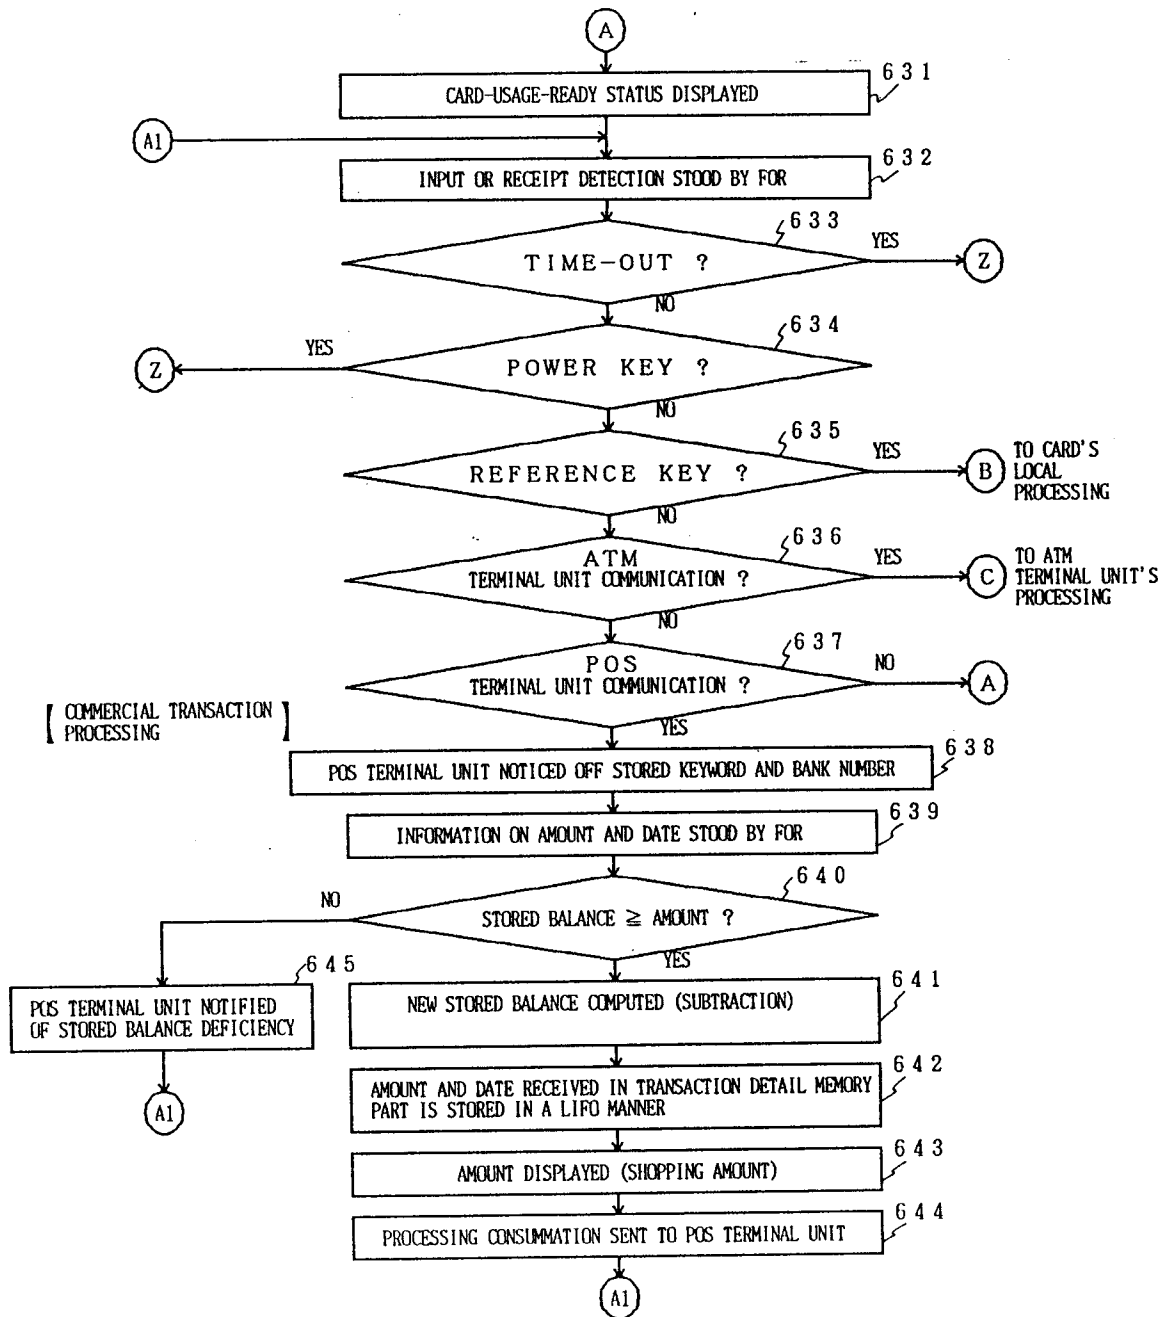 A
631
CARD-USAGE-READY STATUS DISPLAYED
A1
632
INPUT OR RECEIPT DETECTION STOOD BY FOR
633
TIME-OUT ?
YES
Z
NO
634
YES
Z
POWER KEY ?
NO
635
REFERENCE KEY ?
YES
B
TO CARD'S
LOCAL
PROCESSING
NO
636
ATM
TERMINAL UNIT COMMUNICATION ?
YES
C
TO ATM
TERMINAL UNIT'S
PROCESSING
NO
637
POS
TERMINAL UNIT COMMUNICATION ?
NO
A
YES
[ COMMERCIAL TRANSACTION
PROCESSING ]
638
POS TERMINAL UNIT NOTICED OFF STORED KEYWORD AND BANK NUMBER
639
INFORMATION ON AMOUNT AND DATE STOOD BY FOR
640
NO
STORED BALANCE ≧ AMOUNT ?
YES
645
POS TERMINAL UNIT NOTIFIED
OF STORED BALANCE DEFICIENCY
A1
641
NEW STORED BALANCE COMPUTED (SUBTRACTION)
642
AMOUNT AND DATE RECEIVED IN TRANSACTION DETAIL MEMORY
PART IS STORED IN A LIFO MANNER
643
AMOUNT DISPLAYED (SHOPPING AMOUNT)
644
PROCESSING CONSUMMATION SENT TO POS TERMINAL UNIT
A1